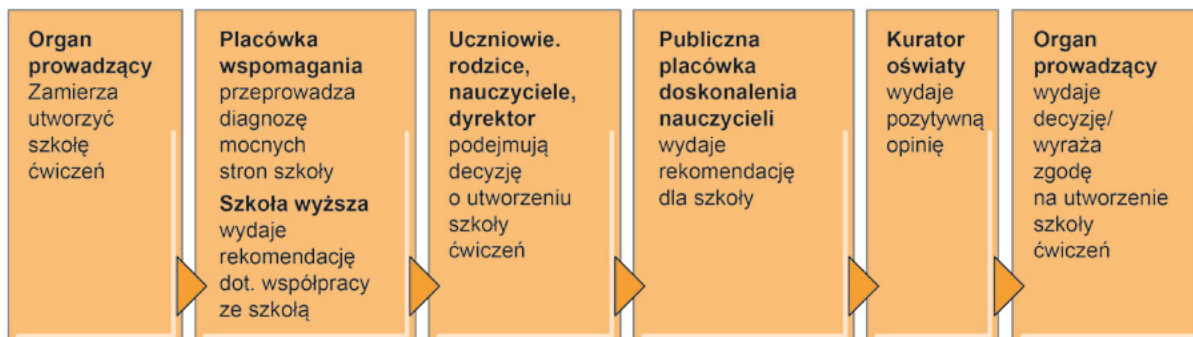 Organ
prowadzący
Zamierza
utworzyć
szkołę
ćwiczeń
Placówka
wspomagania
przeprowadza
diagnozę
mocnych
stron szkoły
Szkoła wyższa
wydaje
rekomendację
dot. współpracy
ze szkołą
Uczniowie.
rodzice,
nauczyciele,
dyrektor
podejmują
decyzję
o utworzeniu
szkoły
ćwiczeń
Publiczna
placówka
doskonalenia
nauczycieli
wydaje
rekomendację
dla szkoły
Kurator
oświaty
wydaje
pozytywną
opinię
Organ
prowadzący
wydaje
decyzję/
wyraża
zgodę
na utworzenie
szkoły
ćwiczeń